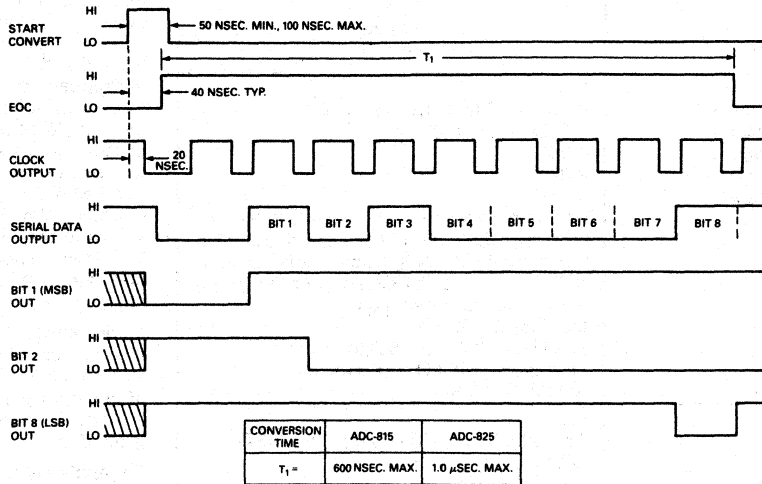 HI
START CONVERT
LO
50 NSEC. MIN., 100 NSEC. MAX.
T1
HI
EOC
LO
40 NSEC. TYP.
HI
CLOCK OUTPUT
LO
20 NSEC.
HI
SERIAL DATA OUTPUT
LO
BIT 1 BIT 2 BIT 3 BIT 4 BIT 5 BIT 6 BIT 7 BIT 8
HI
BIT 1 (MSB) OUT
LO
HI
BIT 2 OUT
LO
HI
BIT 8 (LSB) OUT
LO
CONVERSION TIME ADC-815 ADC-825
T1 = 600 NSEC. MAX. 1.0 μSEC. MAX.